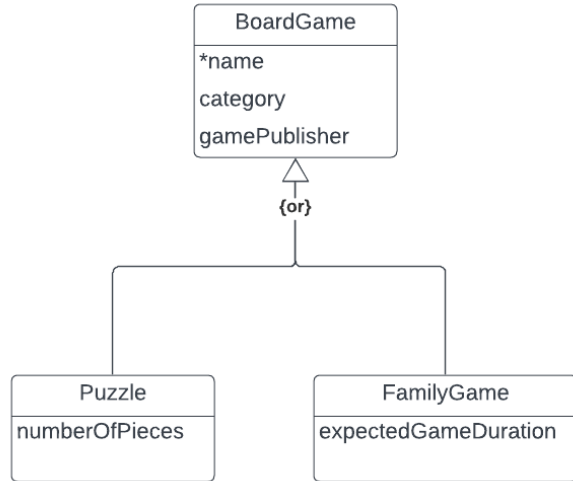 BoardGame
*name
category
gamePublisher
{or}
Puzzle
numberOfPieces
FamilyGame
expectedGameDuration